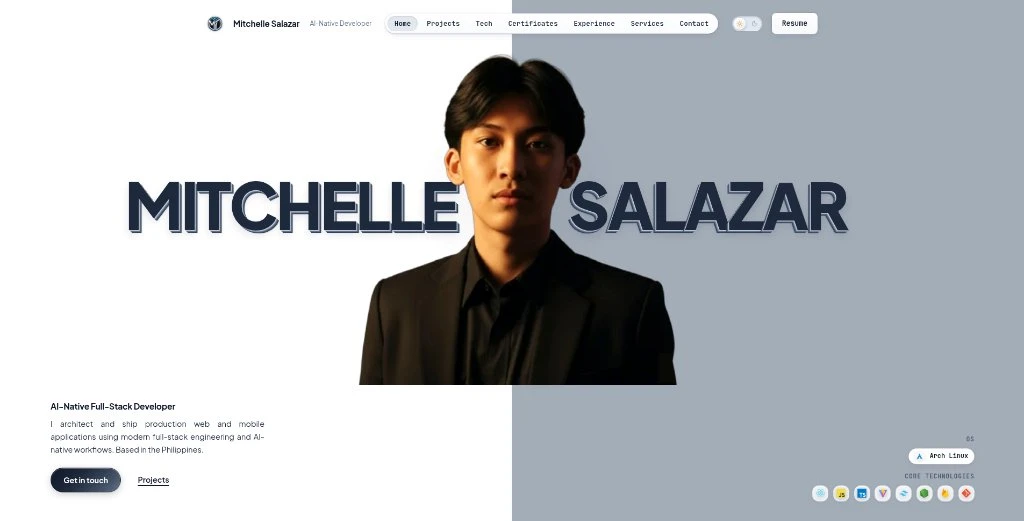 Mitchelle Salazar
AI-Native Developer
Home
Projects
Tech
Certificates
Experience
Services
Contact
Resume
MITCHELLE SALAZAR
AI-Native Full-Stack Developer
I architect and ship production web and mobile
applications using modern full-stack engineering and AI-
native workflows. Based in the Philippines.
Get in touch
Projects
OS
Arch Linux
CORE TECHNOLOGIES
JS
TS